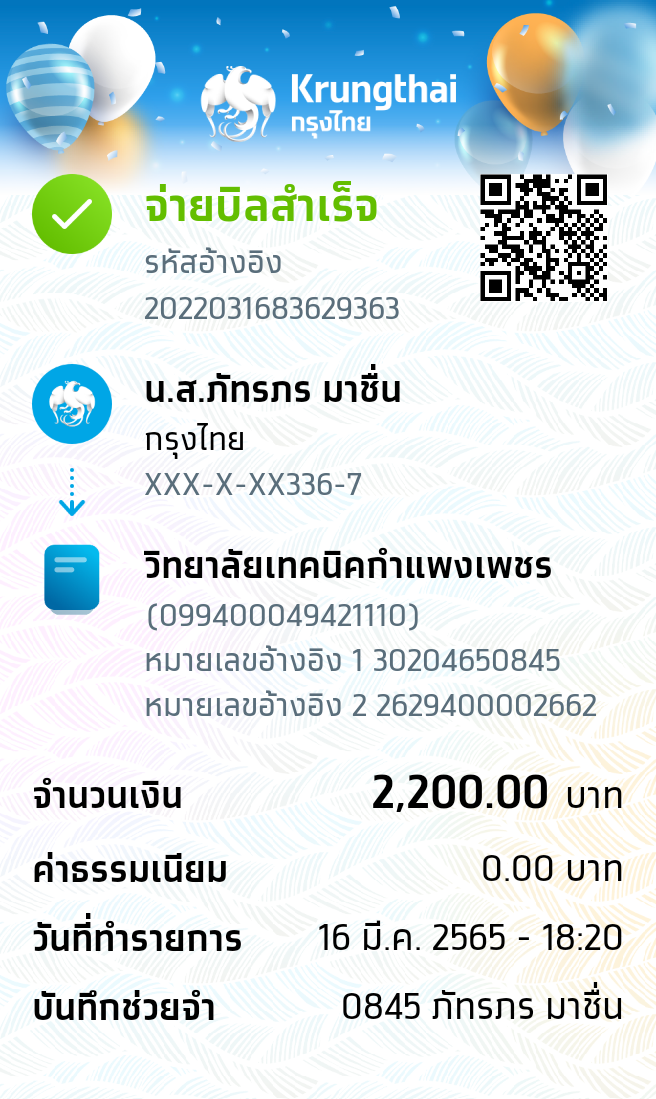 Krungthai
กรุงไทย
จ่ายบิลสำเร็จ
รหัสอ้างอิง
2022031683629363
น.ส.ภัทรภร มาชื่น
กรุงไทย
XXX-X-XX336-7
วิทยาลัยเทคนิคกำแพงเพชร
(099400049421110)
หมายเลขอ้างอิง 1 30204650845
หมายเลขอ้างอิง 2 2629400002662
จำนวนเงิน 2,200.00 บาท
ค่าธรรมเนียม 0.00 บาท
วันที่ทำรายการ 16 มี.ค. 2565 - 18:20
บันทึกช่วยจำ 0845 ภัทรภร มาชื่น